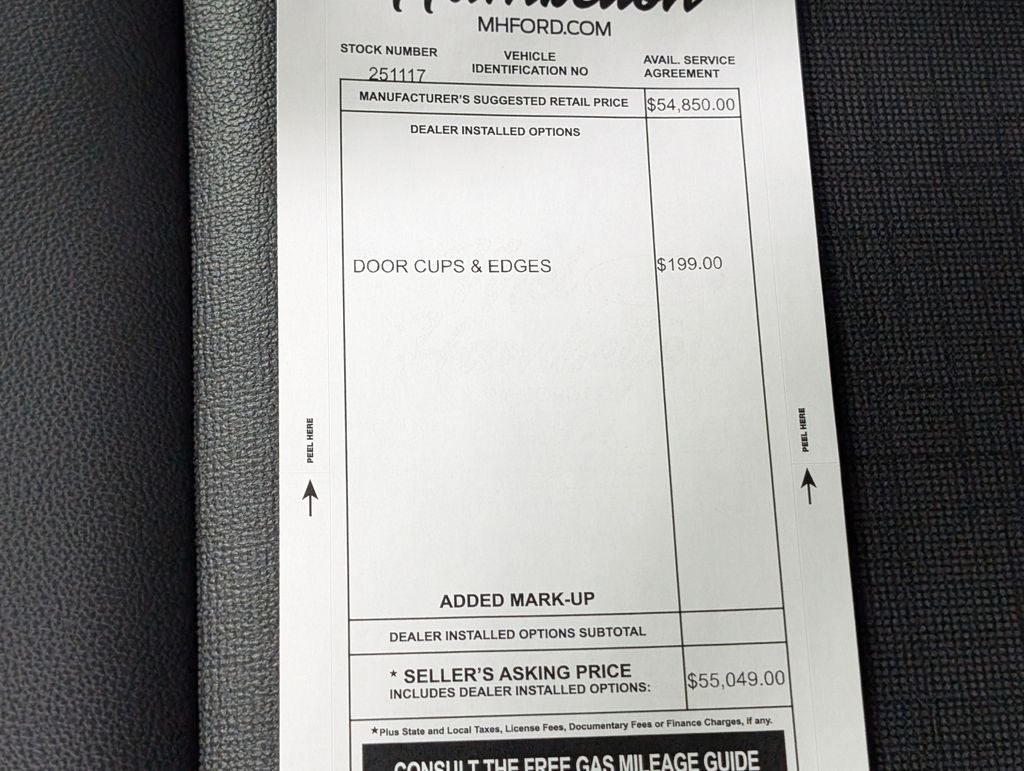 MHFORD.COM
STOCK NUMBER
251117
VEHICLE
IDENTIFICATION NO
AVAIL. SERVICE
AGREEMENT
MANUFACTURER'S SUGGESTED RETAIL PRICE $54,850.00
DEALER INSTALLED OPTIONS
DOOR CUPS & EDGES $199.00
PEEL HERE
PEEL HERE
ADDED MARK-UP
DEALER INSTALLED OPTIONS SUBTOTAL
* SELLER'S ASKING PRICE
INCLUDES DEALER INSTALLED OPTIONS:
$55,049.00
★Plus State and Local Taxes, License Fees, Documentary Fees or Finance Charges, if any.
CONSULT THE FREE GAS MILEAGE GUIDE